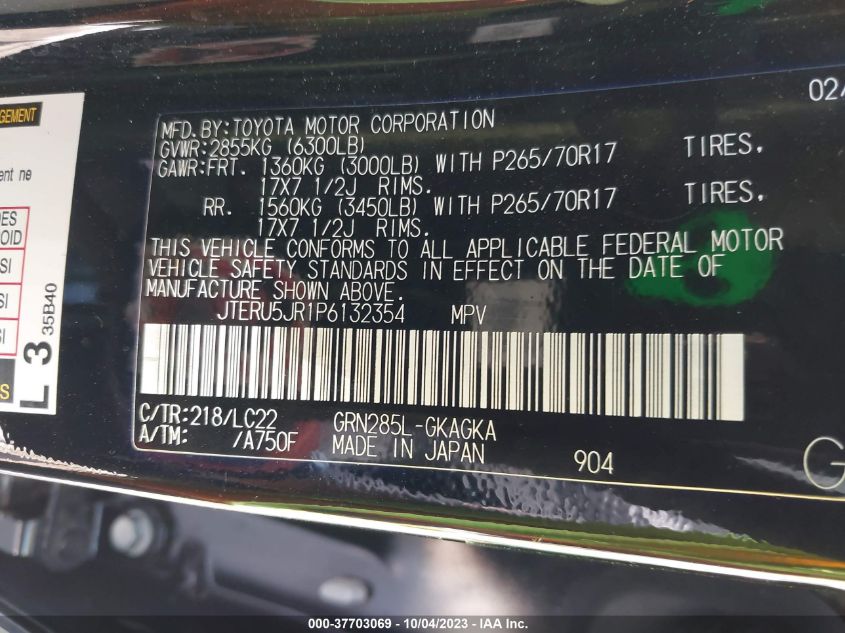 02/
MFD. BY:TOYOTA MOTOR CORPORATION
GVWR:2855KG (6300LB)
GAWR:FRT. 1360KG (3000LB) WITH P265/70R17 TIRES,
17X7 1/2J RIMS.
RR. 1560KG (3450LB) WITH P265/70R17 TIRES,
17X7 1/2J RIMS.
THIS VEHICLE CONFORMS TO ALL APPLICABLE FEDERAL MOTOR
VEHICLE SAFETY STANDARDS IN EFFECT ON THE DATE OF
MANUFACTURE SHOWN ABOVE.
JTERU5JR1P6132354 MPV
C/TR:218/LC22 GRN285L-GKAGKA
A/TM: /A750F MADE IN JAPAN 904
G
GEMENT
ent ne
DES
OID
SI
SI
SI
S
L 3
35B40
000-37703069 - 10/04/2023 - IAA Inc.